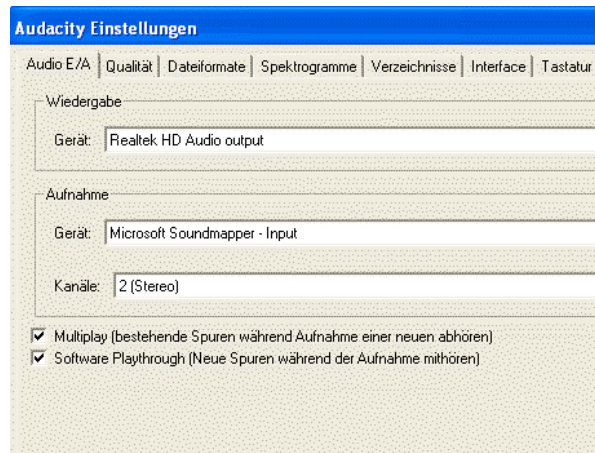 Audacity Einstellungen
Audio E/A Qualität Dateiformate Spektrogramme Verzeichnisse Interface Tastatur
Wiedergabe
Gerät: Realtek HD Audio output
Aufnahme
Gerät: Microsoft Soundmapper - Input
Kanäle: 2 (Stereo)
Multiplay (bestehende Spuren während Aufnahme einer neuen abhören)
Software Playthrough (Neue Spuren während der Aufnahme mithören)